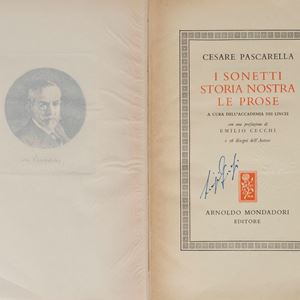 CESARE PASCARELLA
I SONETTI
STORIA NOSTRA
LE PROSE
A CURA DELL'ACCADEMIA DEI LINCEI
con una prefazione di
EMILIO CECCHI
e 28 disegni dell'Autore
ARNOLDO MONDADORI
EDITORE